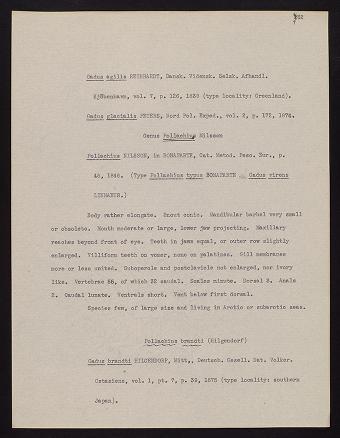 Gadus agilis REINHARDT, Dansk. Vidensk. Selsk. Afhandl.
Kjöbenhavn, vol. 7, p. 126, 1838 (type locality: Greenland).
Gadus glacialis PETERS, Nord Pol. Exped., vol. 2, p. 172, 1874.
Genus Pollachius Nilsson
Pollachius NILSSON, in BONAPARTE, Cat. Metod. Pesc. Eur., p.
45, 1846. (Type Pollachius typus BONAPARTE Gadus virens
LINNAEUS.)
Body rather elongate. Snout conic. Mandibular barbel very small
or obsolete. Mouth moderate or large, lower jaw projecting. Maxillary
reaches beyond front of eye. Teeth in jaws equal, or outer row slightly
enlarged. Villiform teeth on vomer, none on palatines. Gill membranes
more or less united. Suboperole and postclavicle not enlarged, nor ivory
like. Vertebrae 55, of which 32 caudal. Scales minute. Dorsal 3. Anals
2. Caudal lunate. Ventrals short. Vent below first dorsal.
Species few, of large size and living in Arctic or subarctic seas.
Pollachius brandti (Hilgendorf)
Gadus brandti HILGENDORF, Mitt., Deutsch. Gesell. Nat. Volker.
Ostasiens, vol. 1, pt. 7, p. 39, 1875 (type locality: southern
Japan).